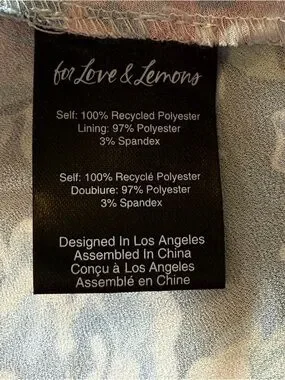 for Love & Lemons
Self: 100% Recycled Polyester
Lining: 97% Polyester
3% Spandex
Self: 100% Recyclé Polyester
Doublure: 97% Polyester
3% Spandex
Designed In Los Angeles
Assembled In China
Conçu à Los Angeles
Assemblé en Chine